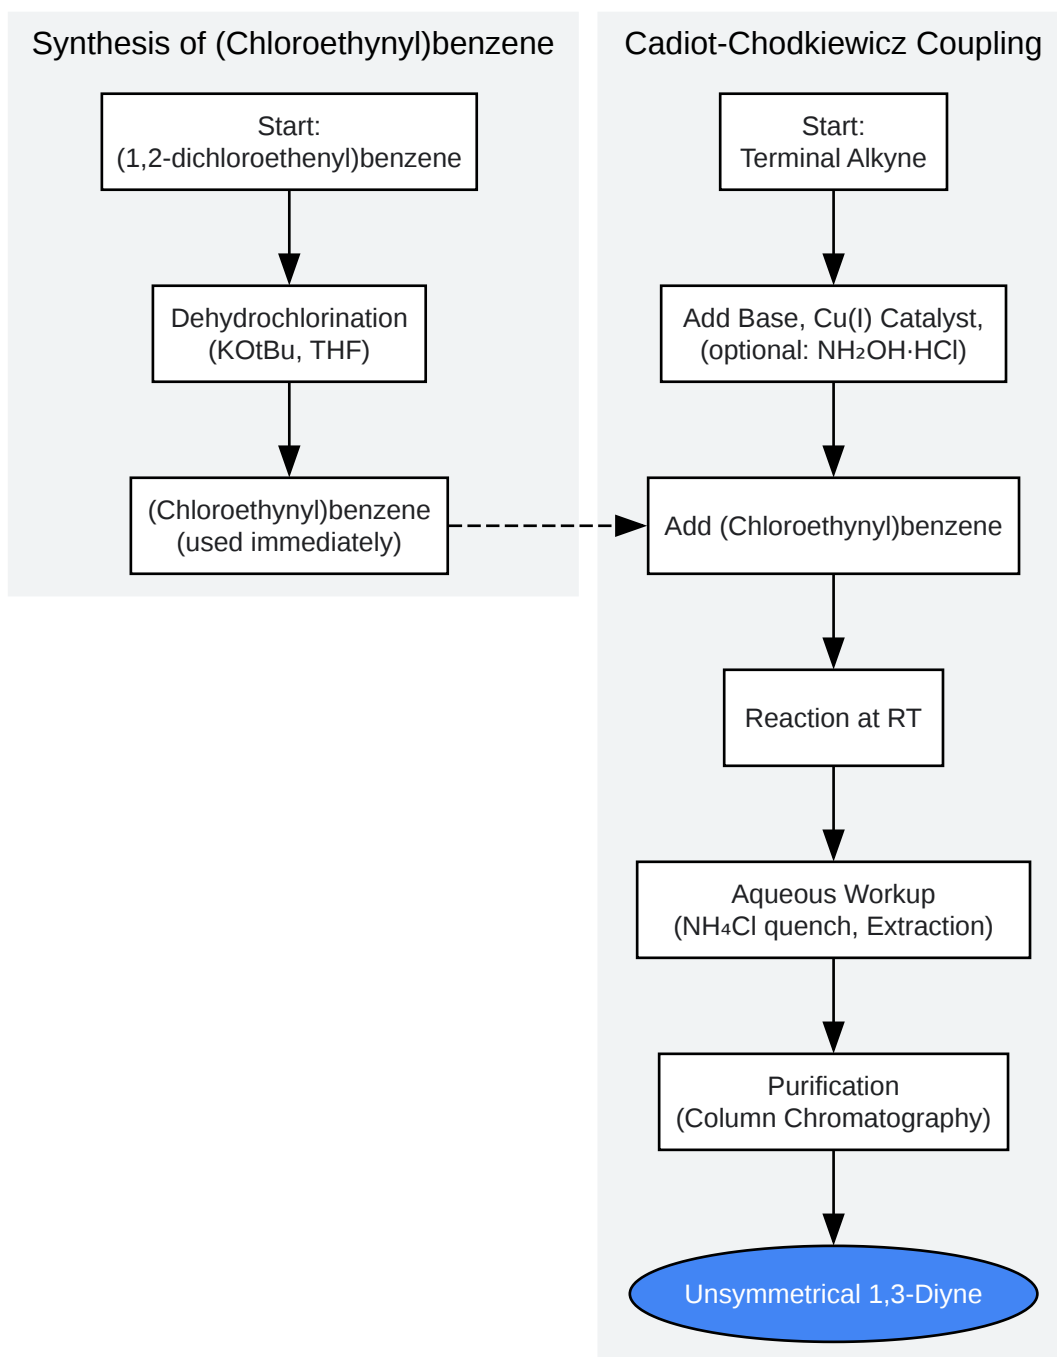 Synthesis of (Chloroethynyl)benzene
Start:
(1,2-dichloroethenyl)benzene
Dehydrochlorination
(KOtBu, THF)
(Chloroethynyl)benzene
(used immediately)
Cadiot-Chodkiewicz Coupling
Start:
Terminal Alkyne
Add Base, Cu(I) Catalyst,
(optional: NH₂OH·HCl)
Add (Chloroethynyl)benzene
Reaction at RT
Aqueous Workup
(NH₄Cl quench, Extraction)
Purification
(Column Chromatography)
Unsymmetrical 1,3-Diyne